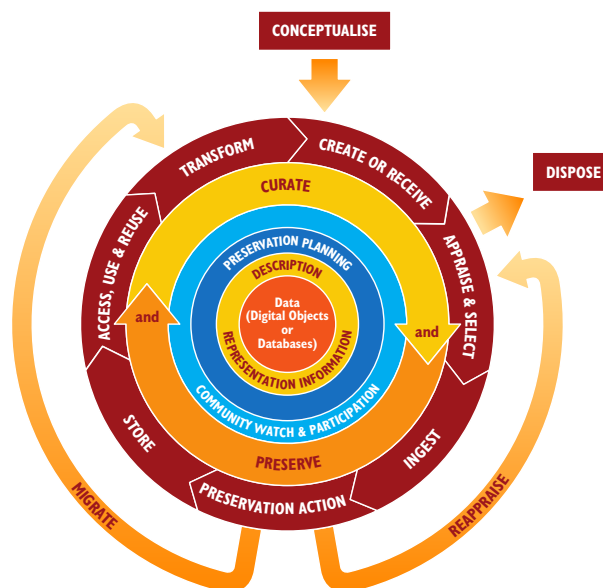 CONCEPTUALISE
DISPOSE
CREATE OR RECEIVE
APPRAISE & SELECT
INGEST
PRESERVATION ACTION
STORE
ACCESS, USE & REUSE
TRANSFORM
CURATE
and
PRESERVE
and
COMMUNITY WATCH & PARTICIPATION
PRESERVATION PLANNING
DESCRIPTION
REPRESENTATION INFORMATION
Data
(Digital Objects
or
Databases)
MIGRATE
REAPPRAISE